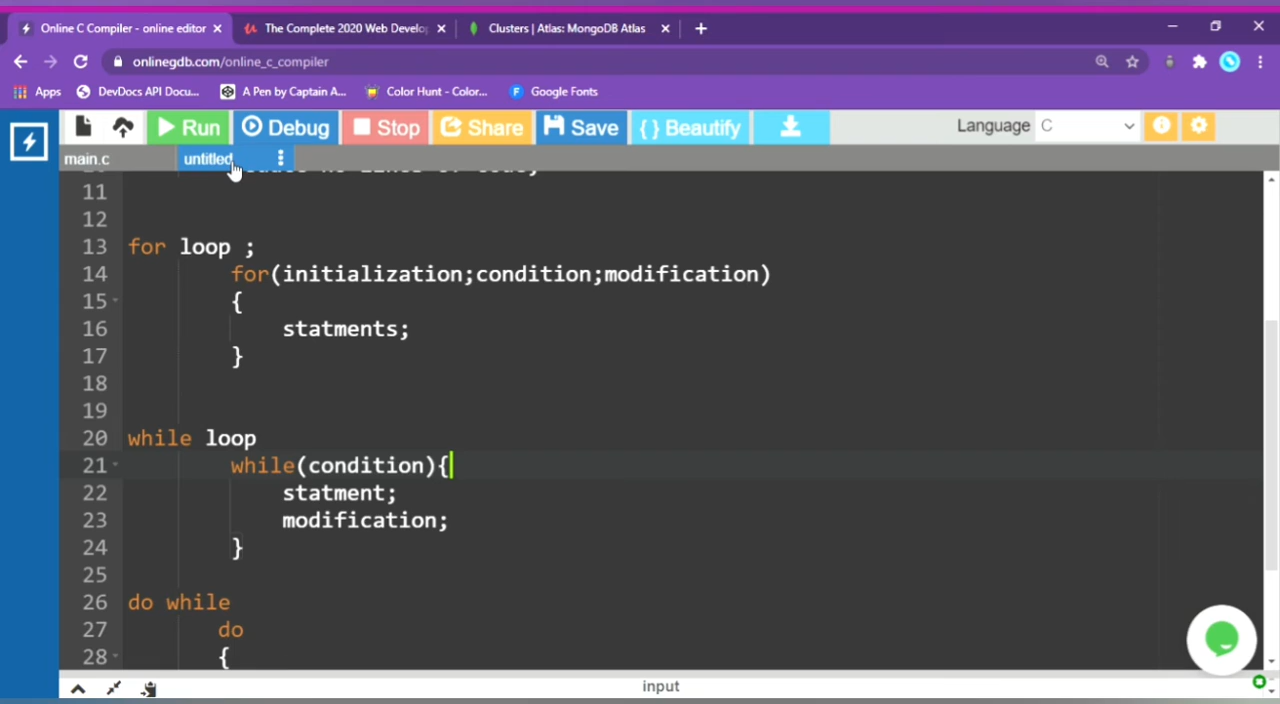 Online C Compiler - online editor
The Complete 2020 Web Develo
Clusters | Atlas: MongoDB Atlas
onlinegdb.com/online_c_compiler
Apps DevDocs API Docu... A Pen by Captain A... Color Hunt - Color... Google Fonts
Run Debug Stop Share Save { } Beautify Language C
main.c untitled
11
12
13 for loop ;
14 for(initialization;condition;modification)
15 {
16 statments;
17 }
18
19
20 while loop
21 while(condition){
22 statment;
23 modification;
24 }
25
26 do while
27 do
28 {
input